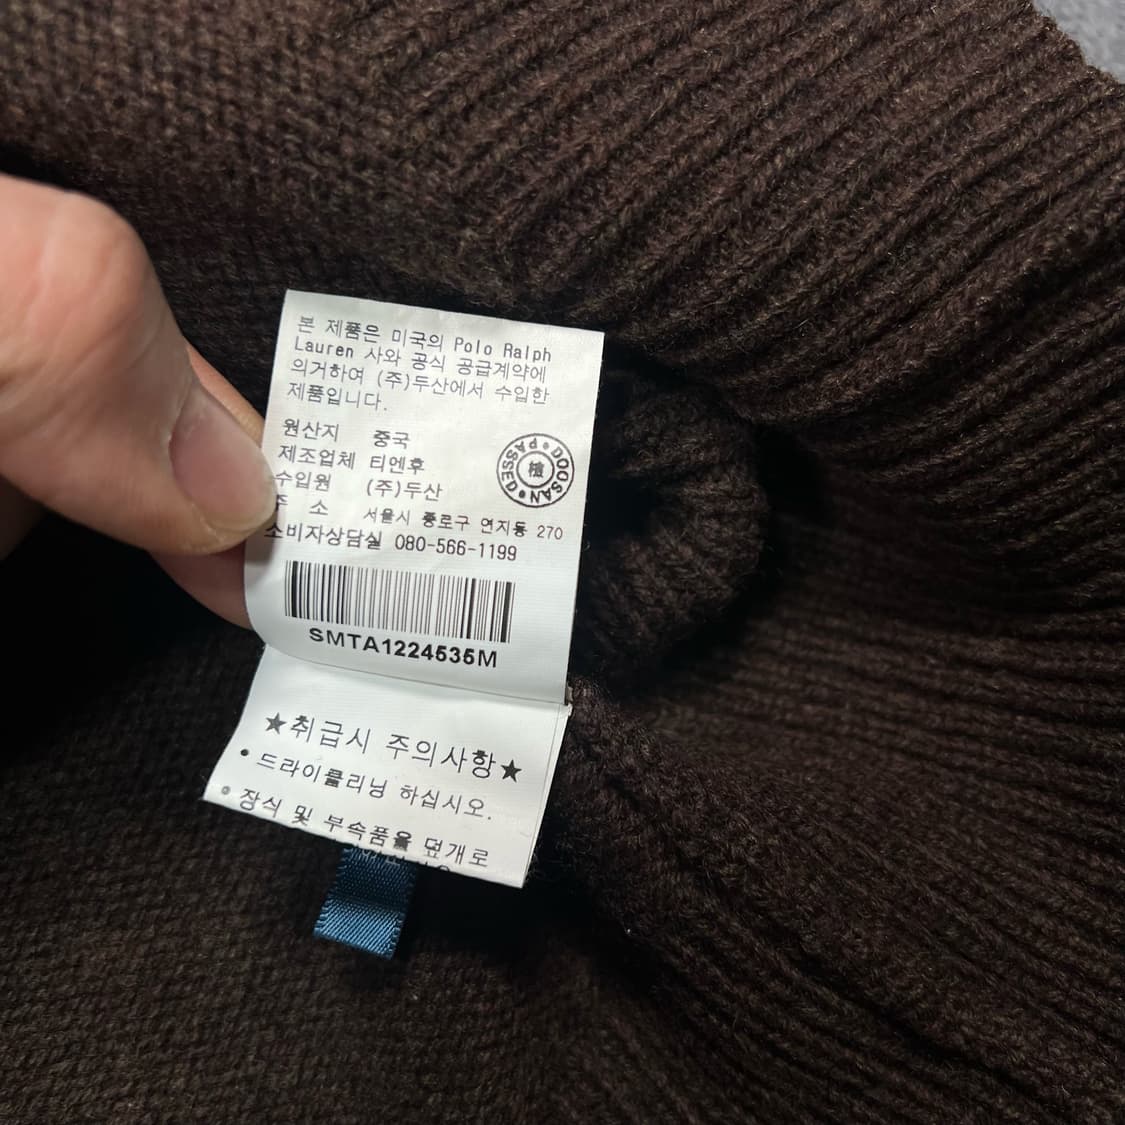 본 제품은 미국의 Polo Ralph
Lauren 사와 공식 공급계약에
의거하여 (주)두산에서 수입한
제품입니다.
원산지 중국
제조업체 티엔후
수입원 (주)두산
주 소 서울시 종로구 연지동 270
소비자상담실 080-566-1199
DOOSAN PASSED
檢
SMTA1224535M
★취급시 주의사항★
• 드라이클리닝 하십시오.
• 장식 및 부속품을 덮개로